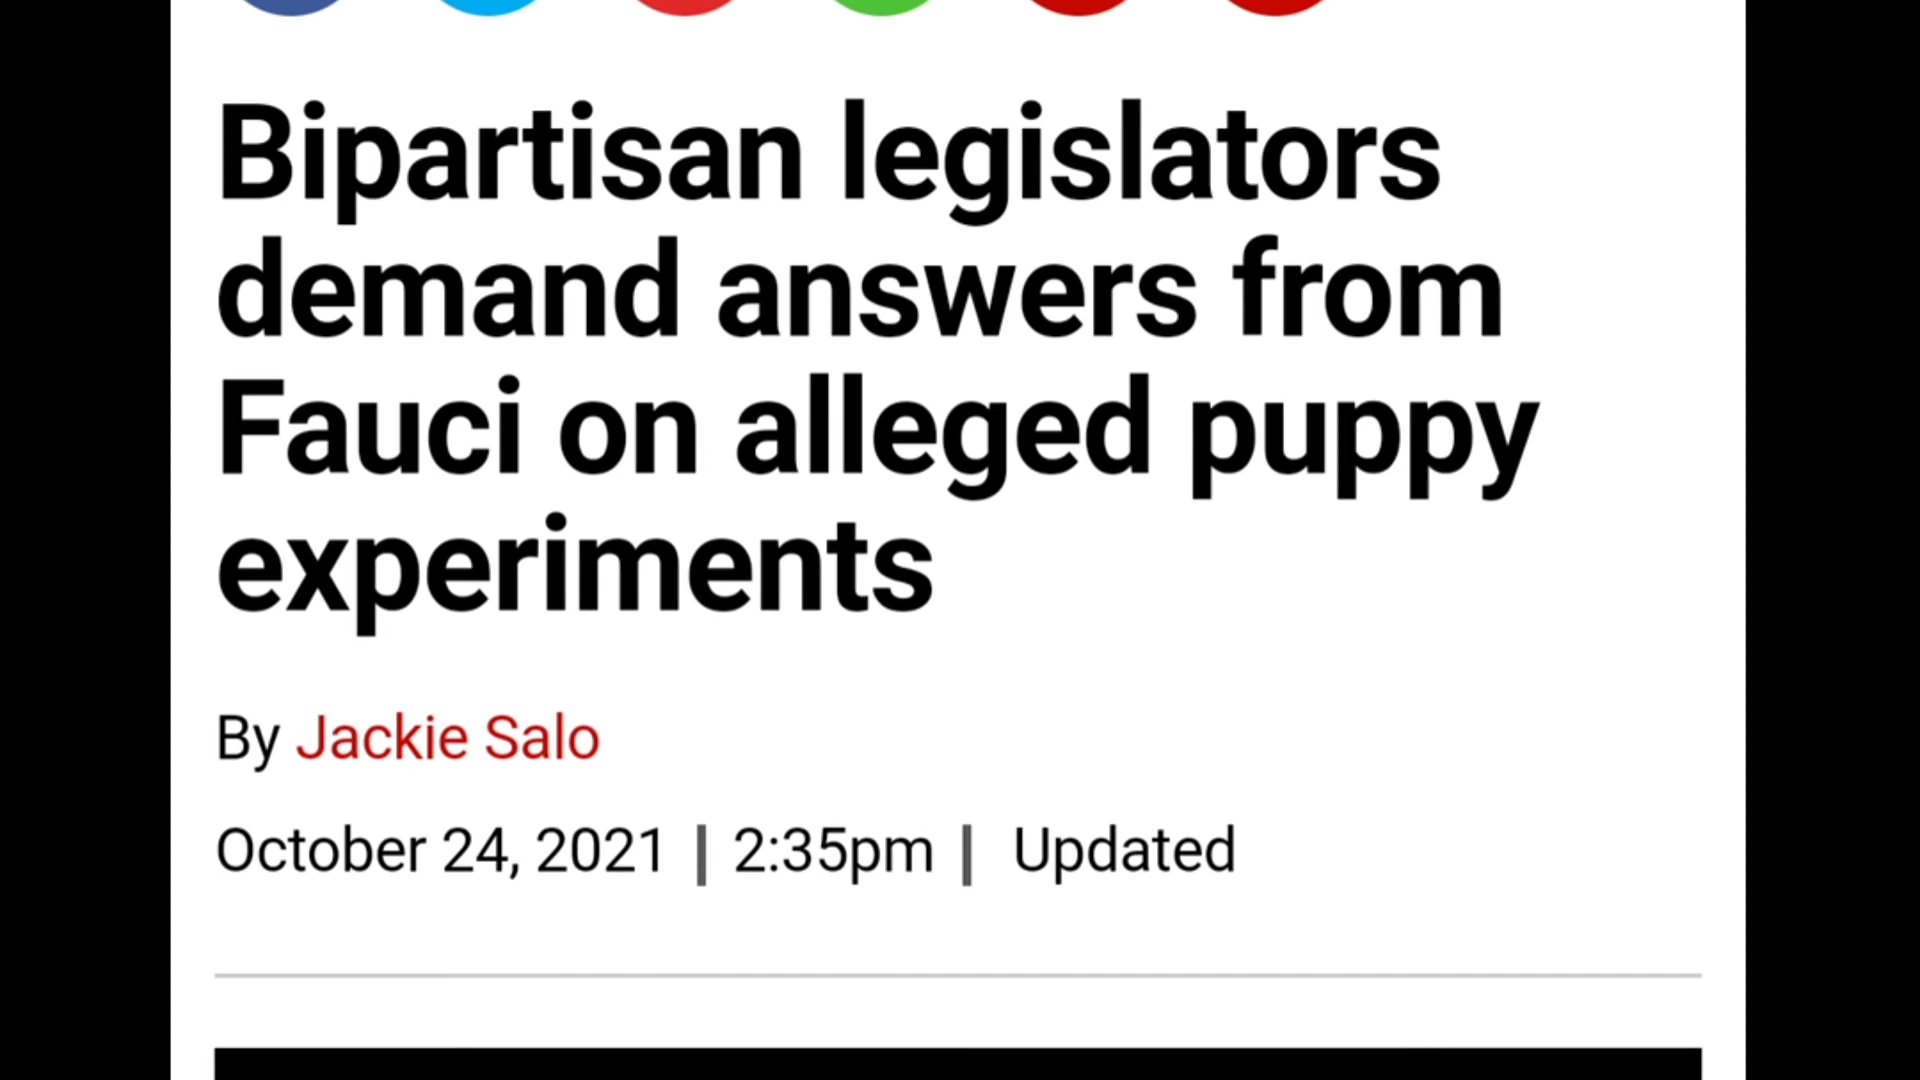 Bipartisan legislators
demand answers from
Fauci on alleged puppy
experiments
By Jackie Salo
October 24, 2021 | 2:35pm | Updated